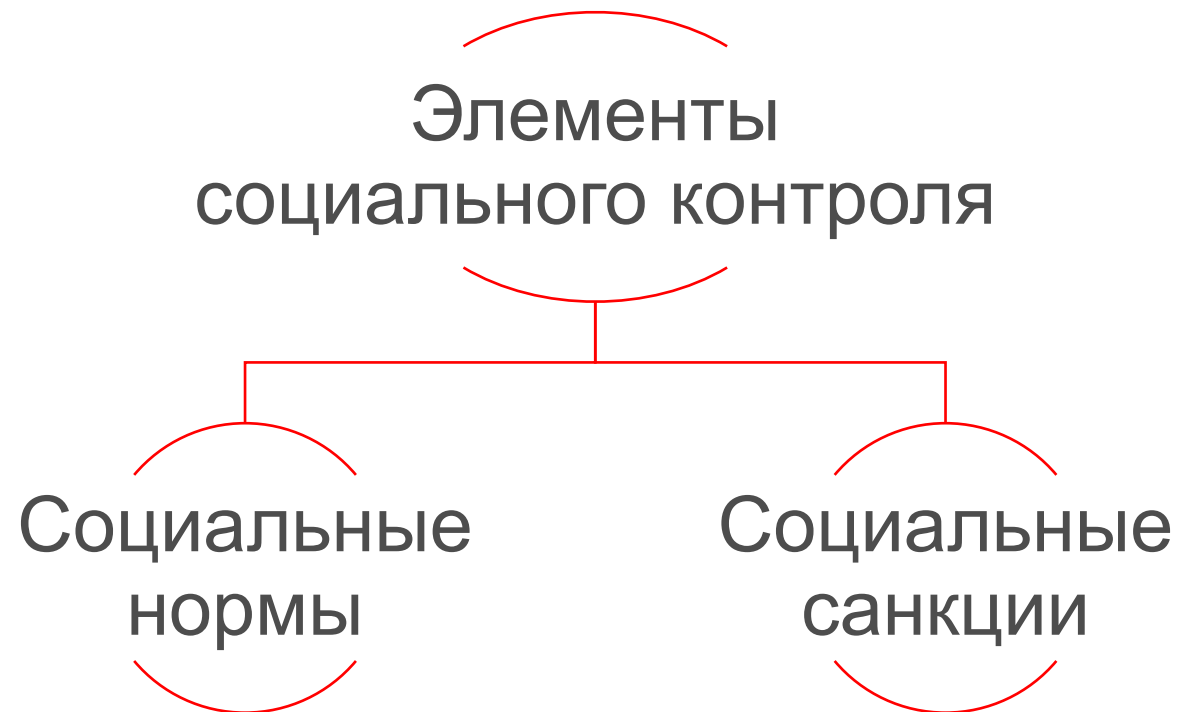 Элементы
социального контроля
Социальные
нормы
Социальные
санкции